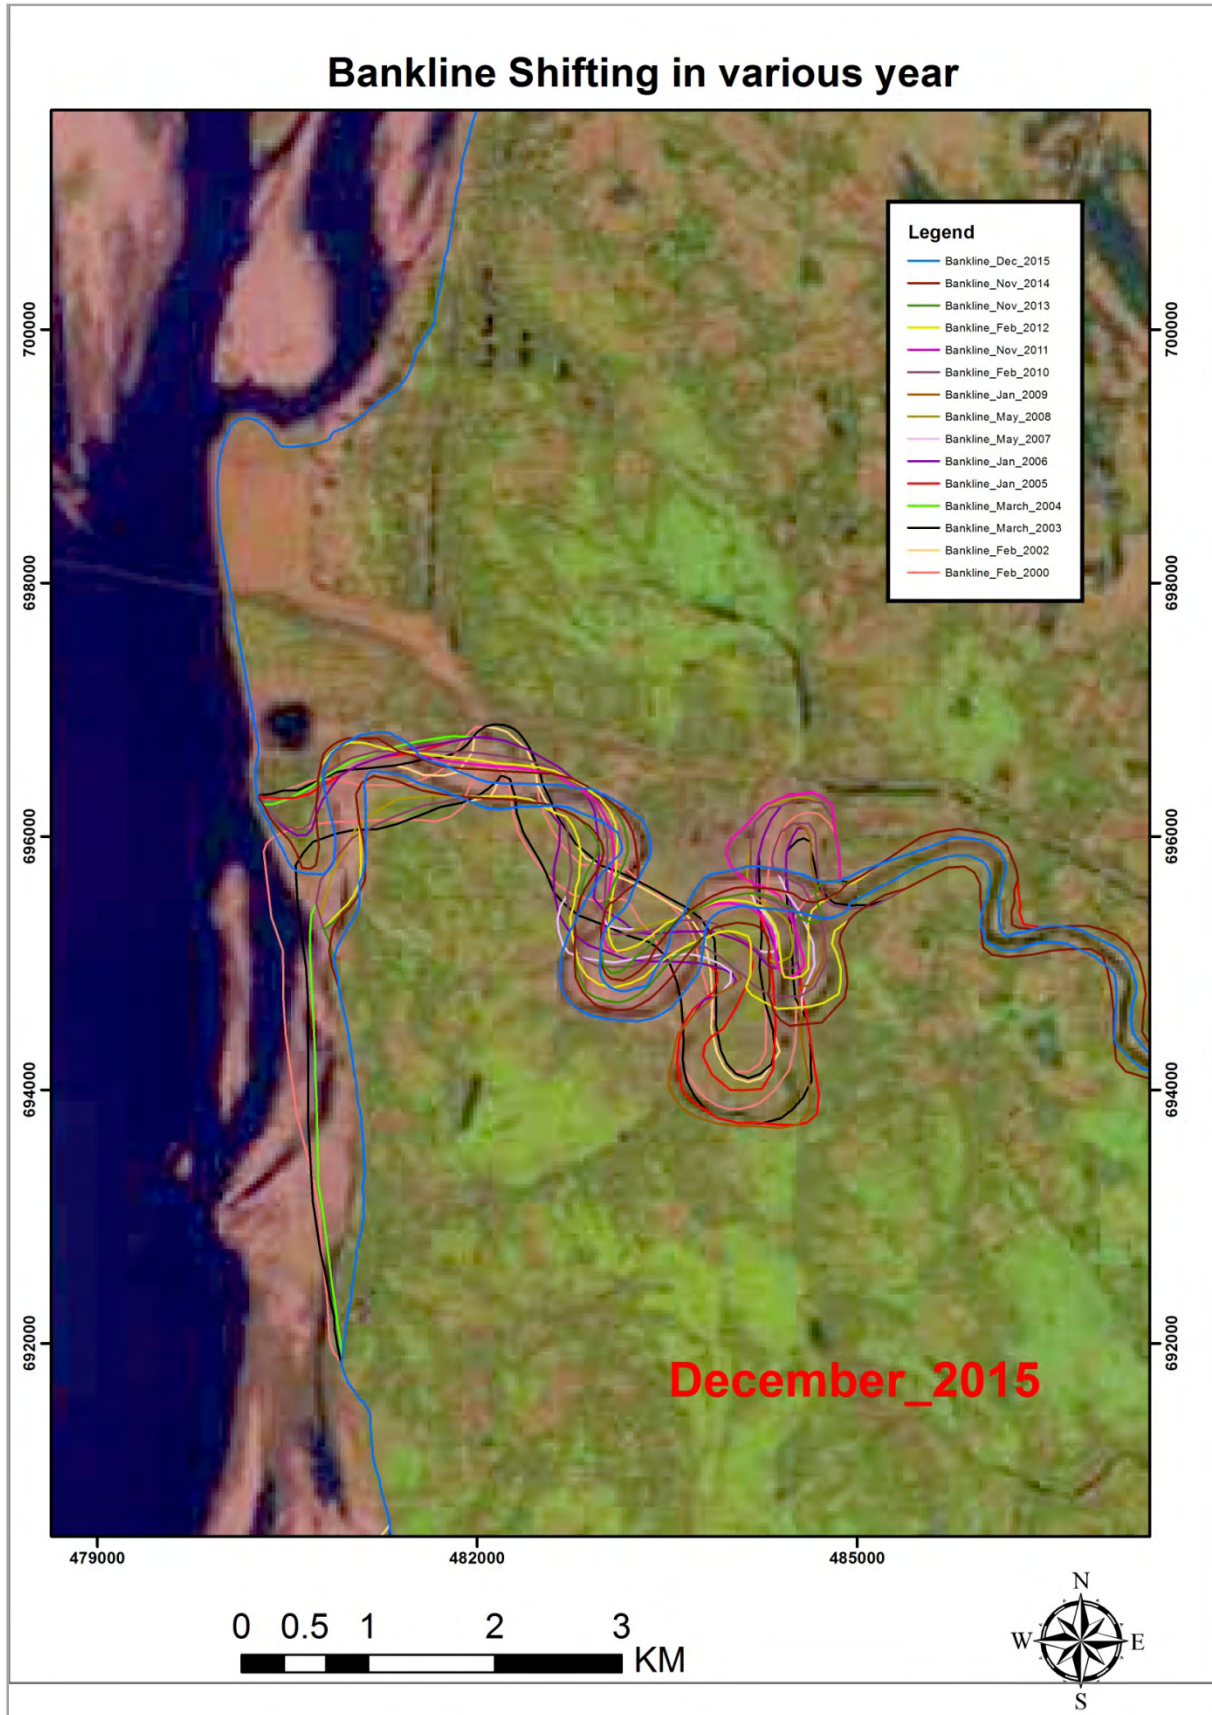 Bankline Shifting in various year
Legend
Bankline_Dec_2015
Bankline_Nov_2014
Bankline_Nov_2013
Bankline_Feb_2012
Bankline_Nov_2011
Bankline_Feb_2010
Bankline_Jan_2009
Bankline_May_2008
Bankline_May_2007
Bankline_Jan_2006
Bankline_Jan_2005
Bankline_March_2004
Bankline_March_2003
Bankline_Feb_2002
Bankline_Feb_2000
700000 700000
698000 698000
696000 696000
694000 694000
692000 692000
December_2015
479000 482000 485000
0 0.5 1 2 3
KM
N
W E
S